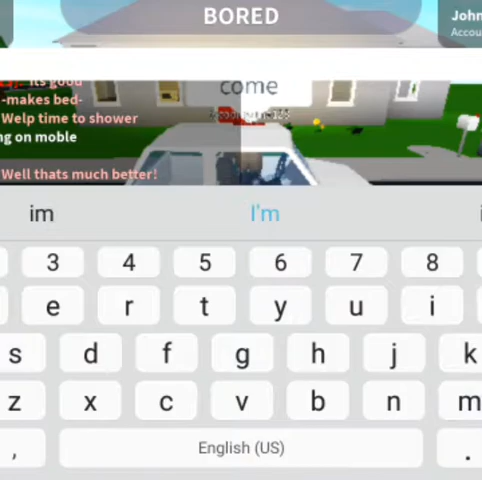 BORED
John
Accou
its good
-makes bed-
come
Welp time to shower
ng on moble
Well thats much better!
im
I'm
3 4 5 6 7 8
e r t y u i
s d f g h j k
z x c v b n m
, English (US) .